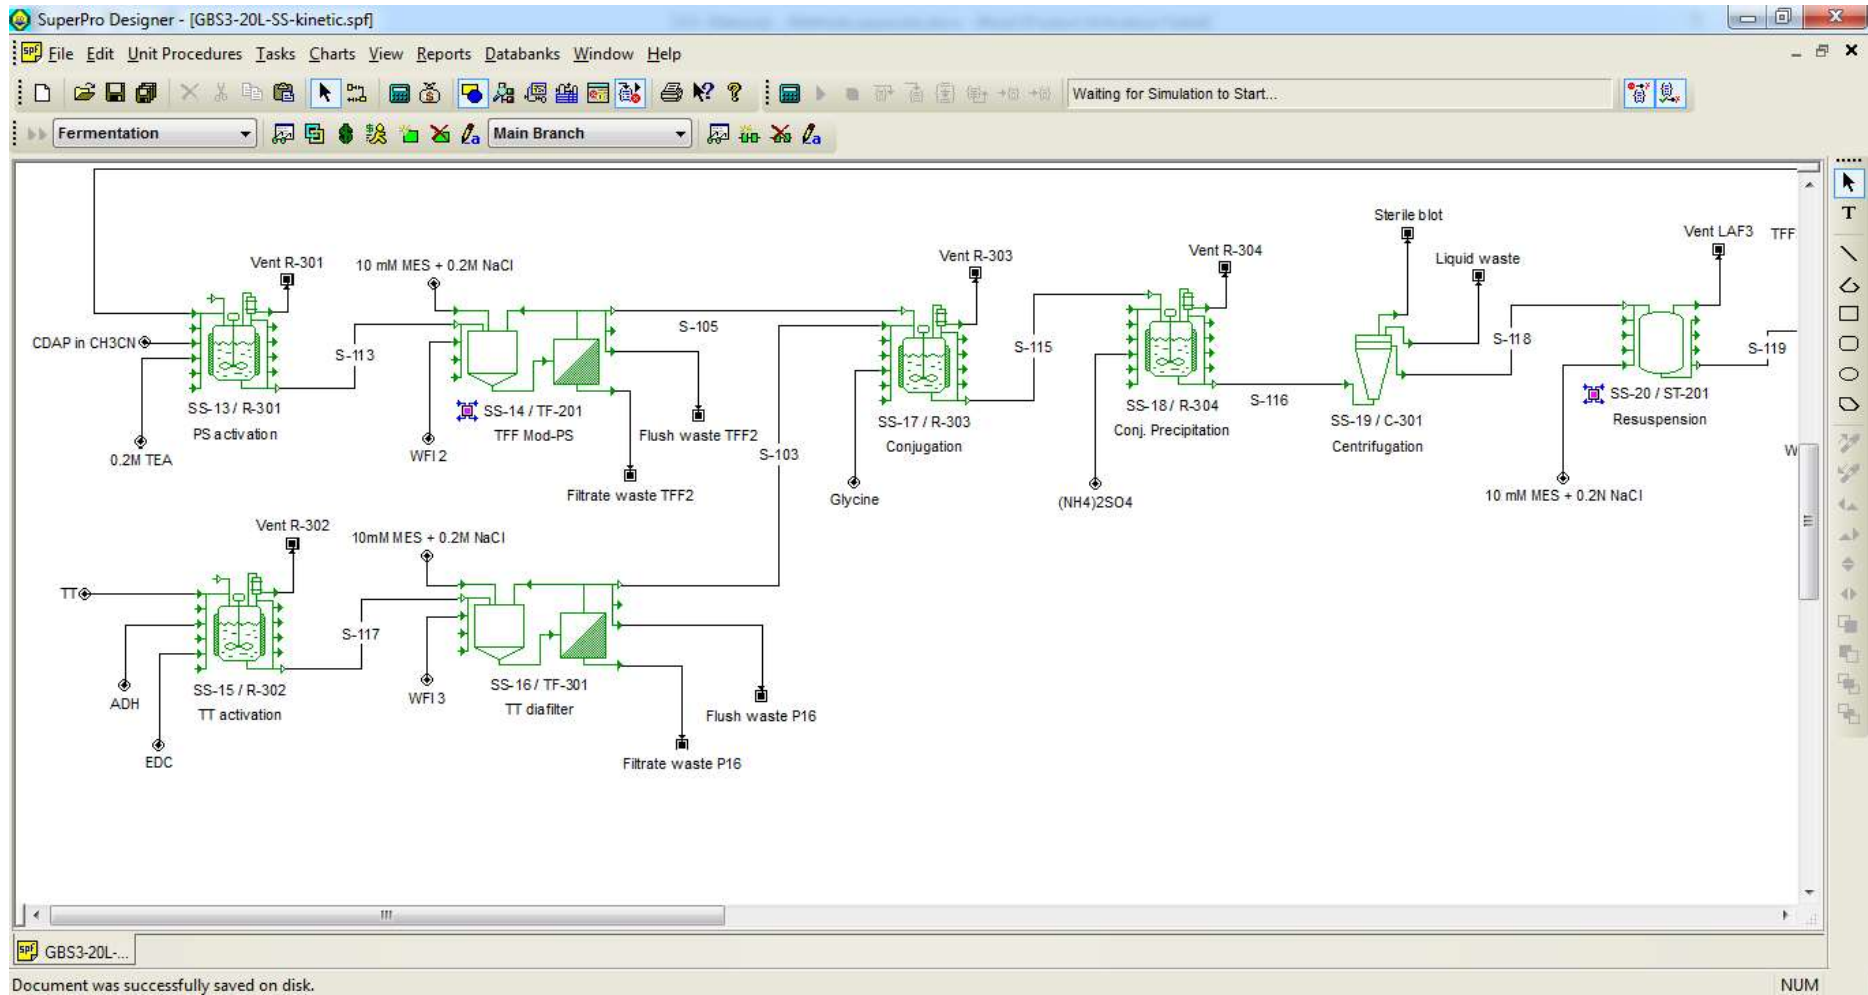 SuperPro Designer - [GBS3-20L-SS-kinetic.spf]
File Edit Unit Procedures Tasks Charts View Reports Databanks Window Help
Waiting for Simulation to Start...
Fermentation
Main Branch
Sterile blot
Vent LAF3
TFF
Vent R-301
10 mM MES + 0.2M NaCl
Vent R-303
Vent R-304
Liquid waste
CDAP in CH3CN
S-113
S-105
S-115
S-118
S-119
SS-13 / R-301
PS activation
SS-14 / TF-201
TFF Mod-PS
SS-17 / R-303
Conjugation
SS-18 / R-304
Conj. Precipitation
S-116
SS-19 / C-301
Centrifugation
SS-20 / ST-201
Resuspension
0.2M TEA
WFI 2
Flush waste TFF2
S-103
W
Filtrate waste TFF2
Glycine
(NH4)2SO4
10 mM MES + 0.2N NaCl
Vent R-302
10mM MES + 0.2M NaCl
TT
S-117
SS-15 / R-302
TT activation
SS-16 / TF-301
TT diafilter
ADH
WFI 3
Flush waste P16
EDC
Filtrate waste P16
GBS3-20L-...
Document was successfully saved on disk.
NUM